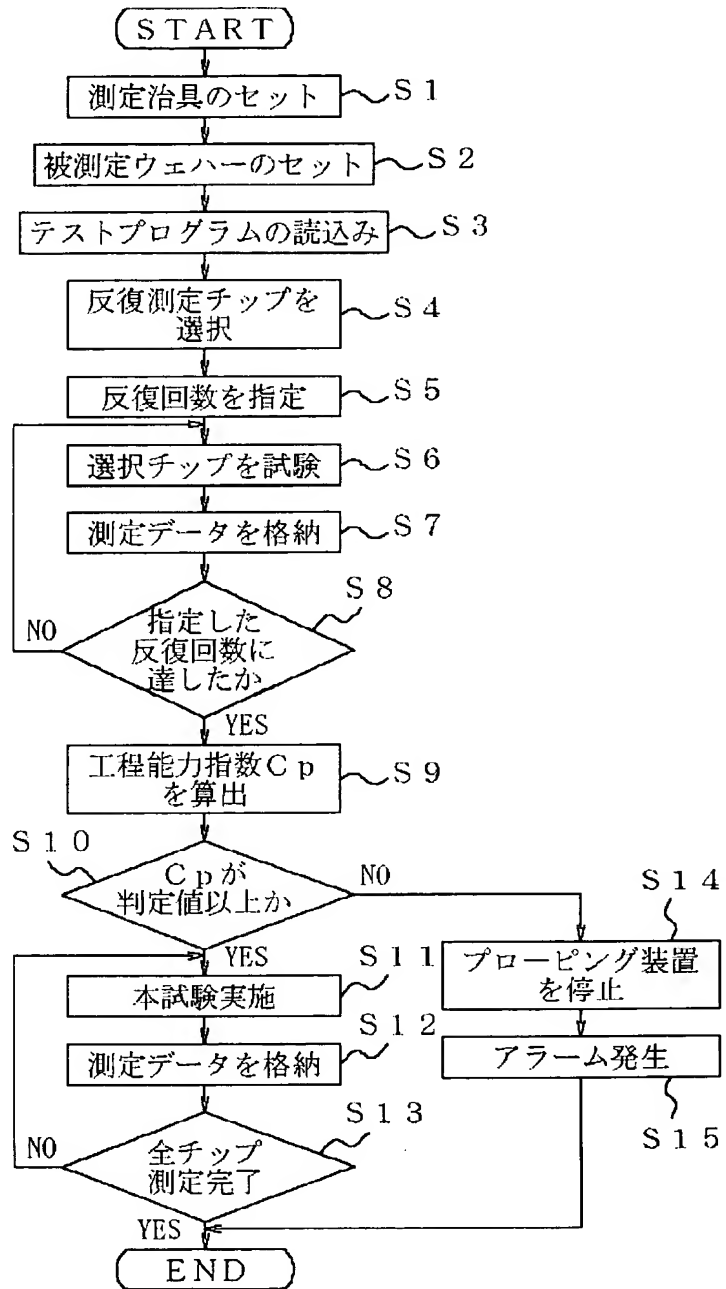 START
測定治具のセット
S1
被測定ウェハーのセット
S2
テストプログラムの読込み
S3
反復測定チップを
選択
S4
反復回数を指定
S5
選択チップを試験
S6
測定データを格納
S7
S8
指定した
反復回数に
達したか
NO
YES
工程能力指数Cp
を算出
S9
S10
Cpが
判定値以上か
NO
YES
S14
プロービング装置
を停止
S11
本試験実施
S12
測定データを格納
アラーム発生
S15
S13
全チップ
測定完了
NO
YES
END